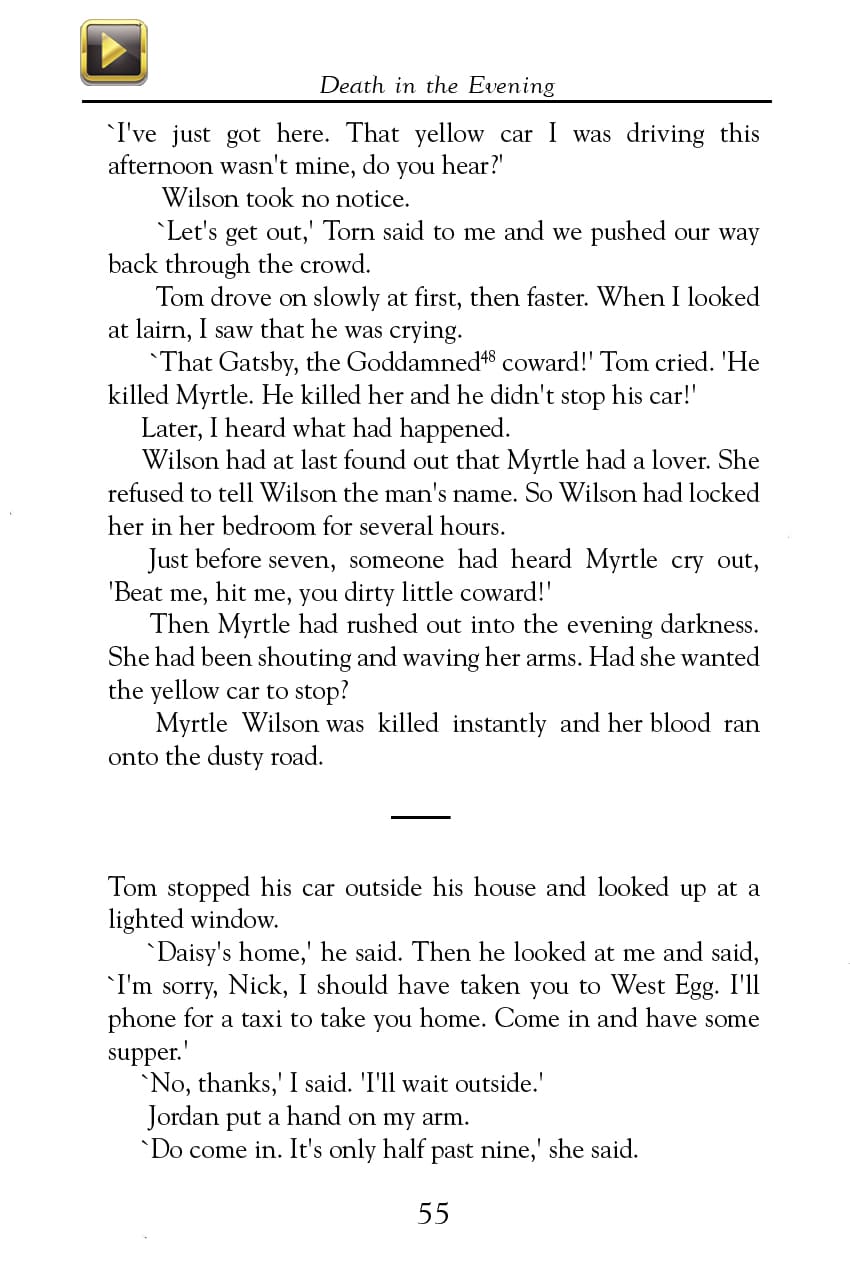 Death in the Evening
`I've just got here. That yellow car I was driving this
afternoon wasn't mine, do you hear?'
Wilson took no notice.
`Let's get out,' Torn said to me and we pushed our way
back through the crowd.
Tom drove on slowly at first, then faster. When I looked
at lairn, I saw that he was crying.
`That Gatsby, the Goddamned48 coward!' Tom cried. 'He
killed Myrtle. He killed her and he didn't stop his car!'
Later, I heard what had happened.
Wilson had at last found out that Myrtle had a lover. She
refused to tell Wilson the man's name. So Wilson had locked
her in her bedroom for several hours.
Just before seven, someone had heard Myrtle cry out,
'Beat me, hit me, you dirty little coward!'
Then Myrtle had rushed out into the evening darkness.
She had been shouting and waving her arms. Had she wanted
the yellow car to stop?
Myrtle Wilson was killed instantly and her blood ran
onto the dusty road.
Tom stopped his car outside his house and looked up at a
lighted window.
`Daisy's home,' he said. Then he looked at me and said,
`I'm sorry, Nick, I should have taken you to West Egg. I'll
phone for a taxi to take you home. Come in and have some
supper.'
`No, thanks,' I said. 'I'll wait outside.'
Jordan put a hand on my arm.
`Do come in. It's only half past nine,' she said.
55